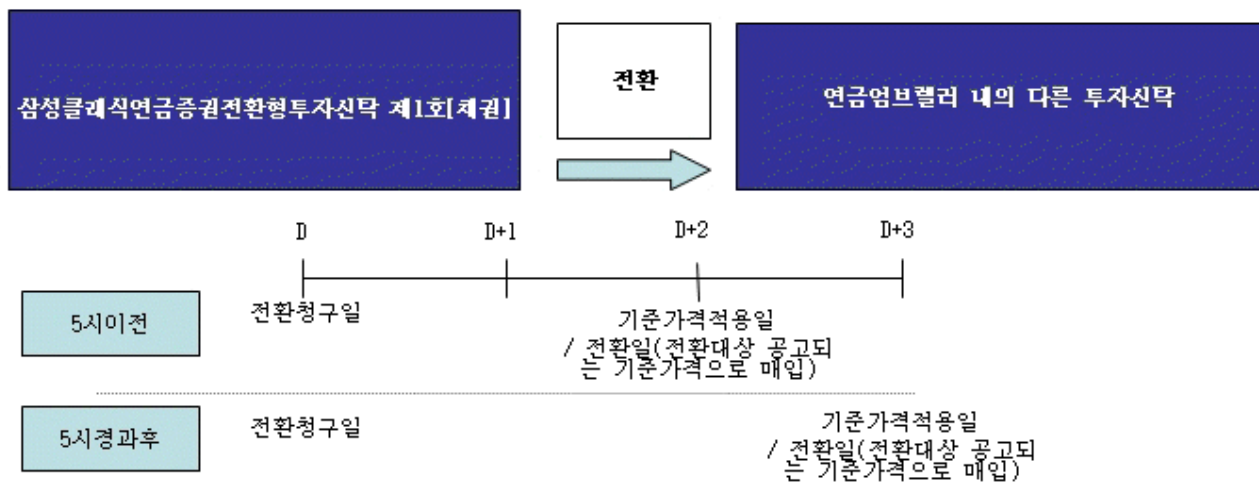 삼성클래식연금증권전환형투자신탁 제1호[채권]
전환
연금엄브렐러 내의 다른 투자신탁
D
D+1
D+2
D+3
5시이전
전환청구일
기준가격적용일
/ 전환일(전환대상 공고되
는 기준가격으로 매입)
5시경과후
전환청구일
기준가격적용일
/ 전환일(전환대상 공고되
는 기준가격으로 매입)